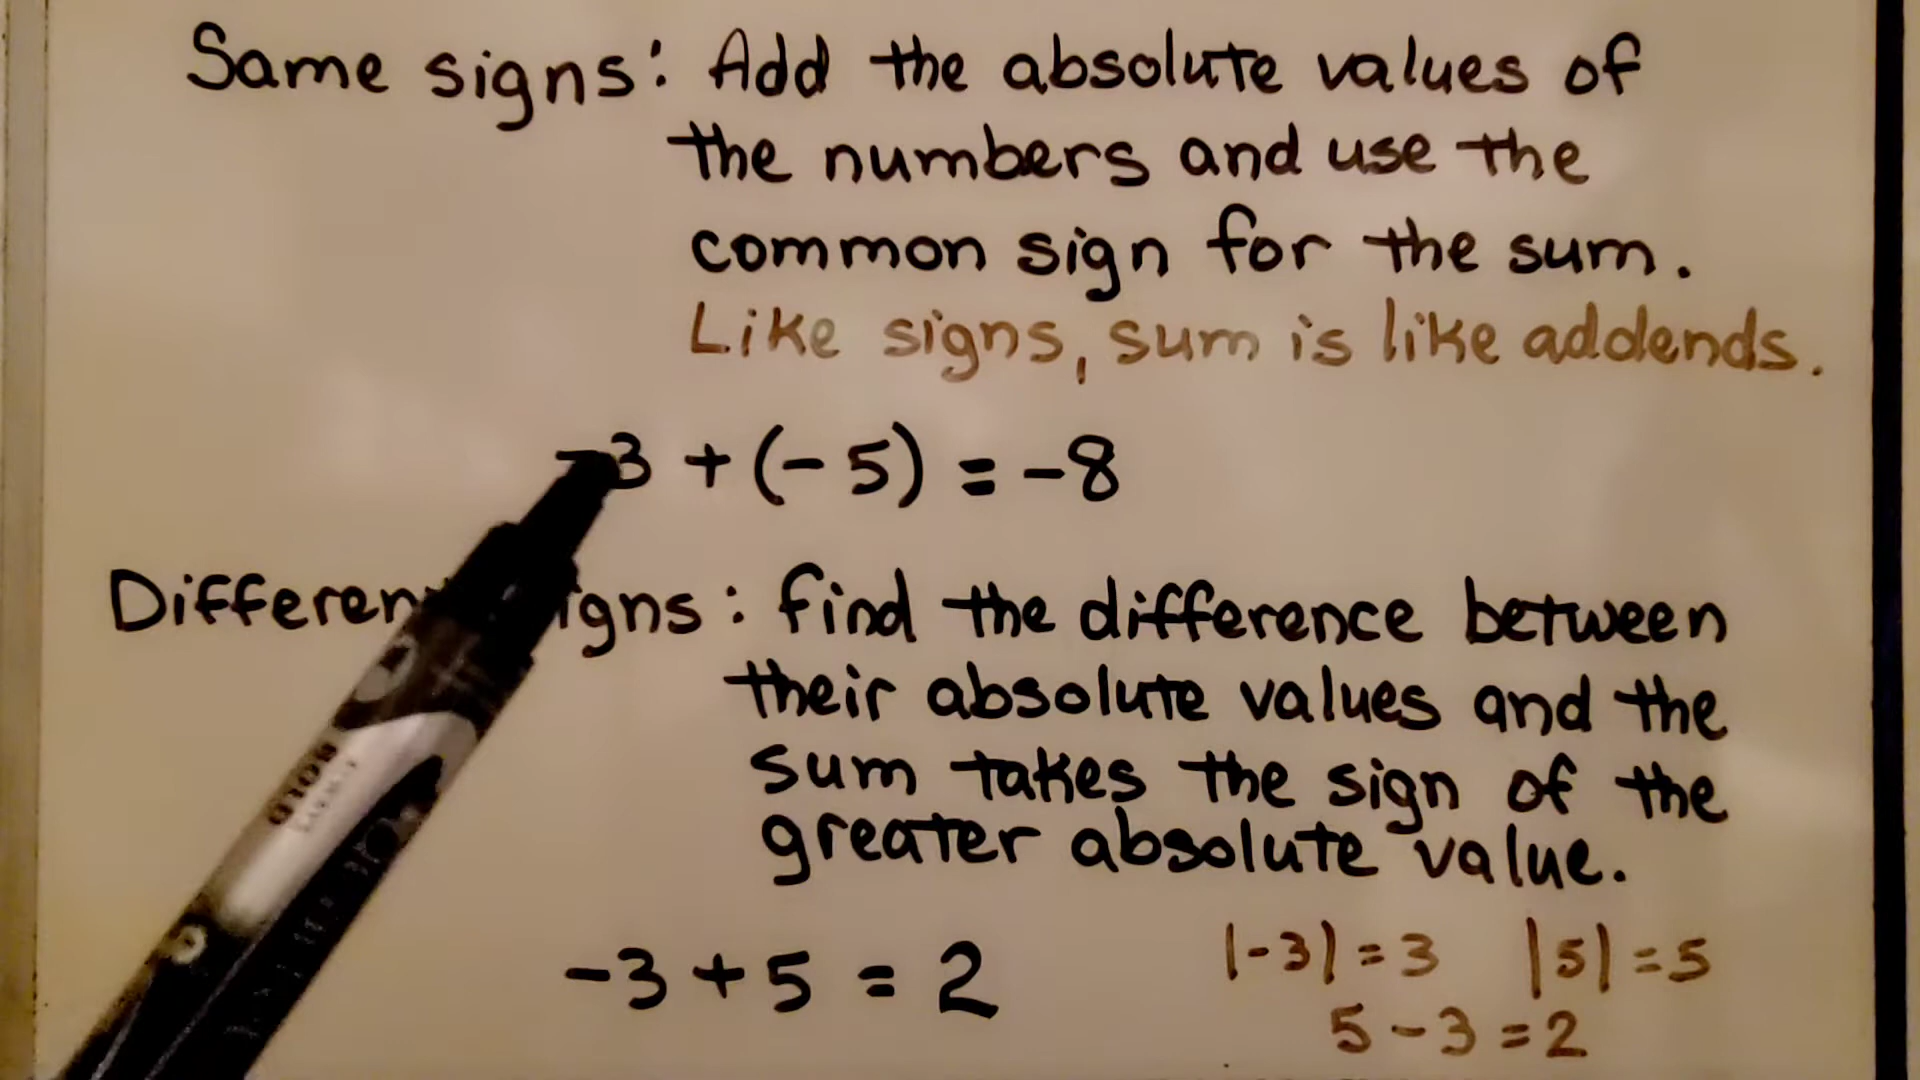 Same signs: Add the absolute values of
the numbers and use the
common sign for the sum.
Like signs, sum is like addends.
-3 + (-5) = -8
signs: find the difference between
their absolute values and the
sum takes the sign of the
greater absolute value.
-3 + 5 = 2
|-3| = 3 |5| = 5
5 - 3 = 2
BOLD